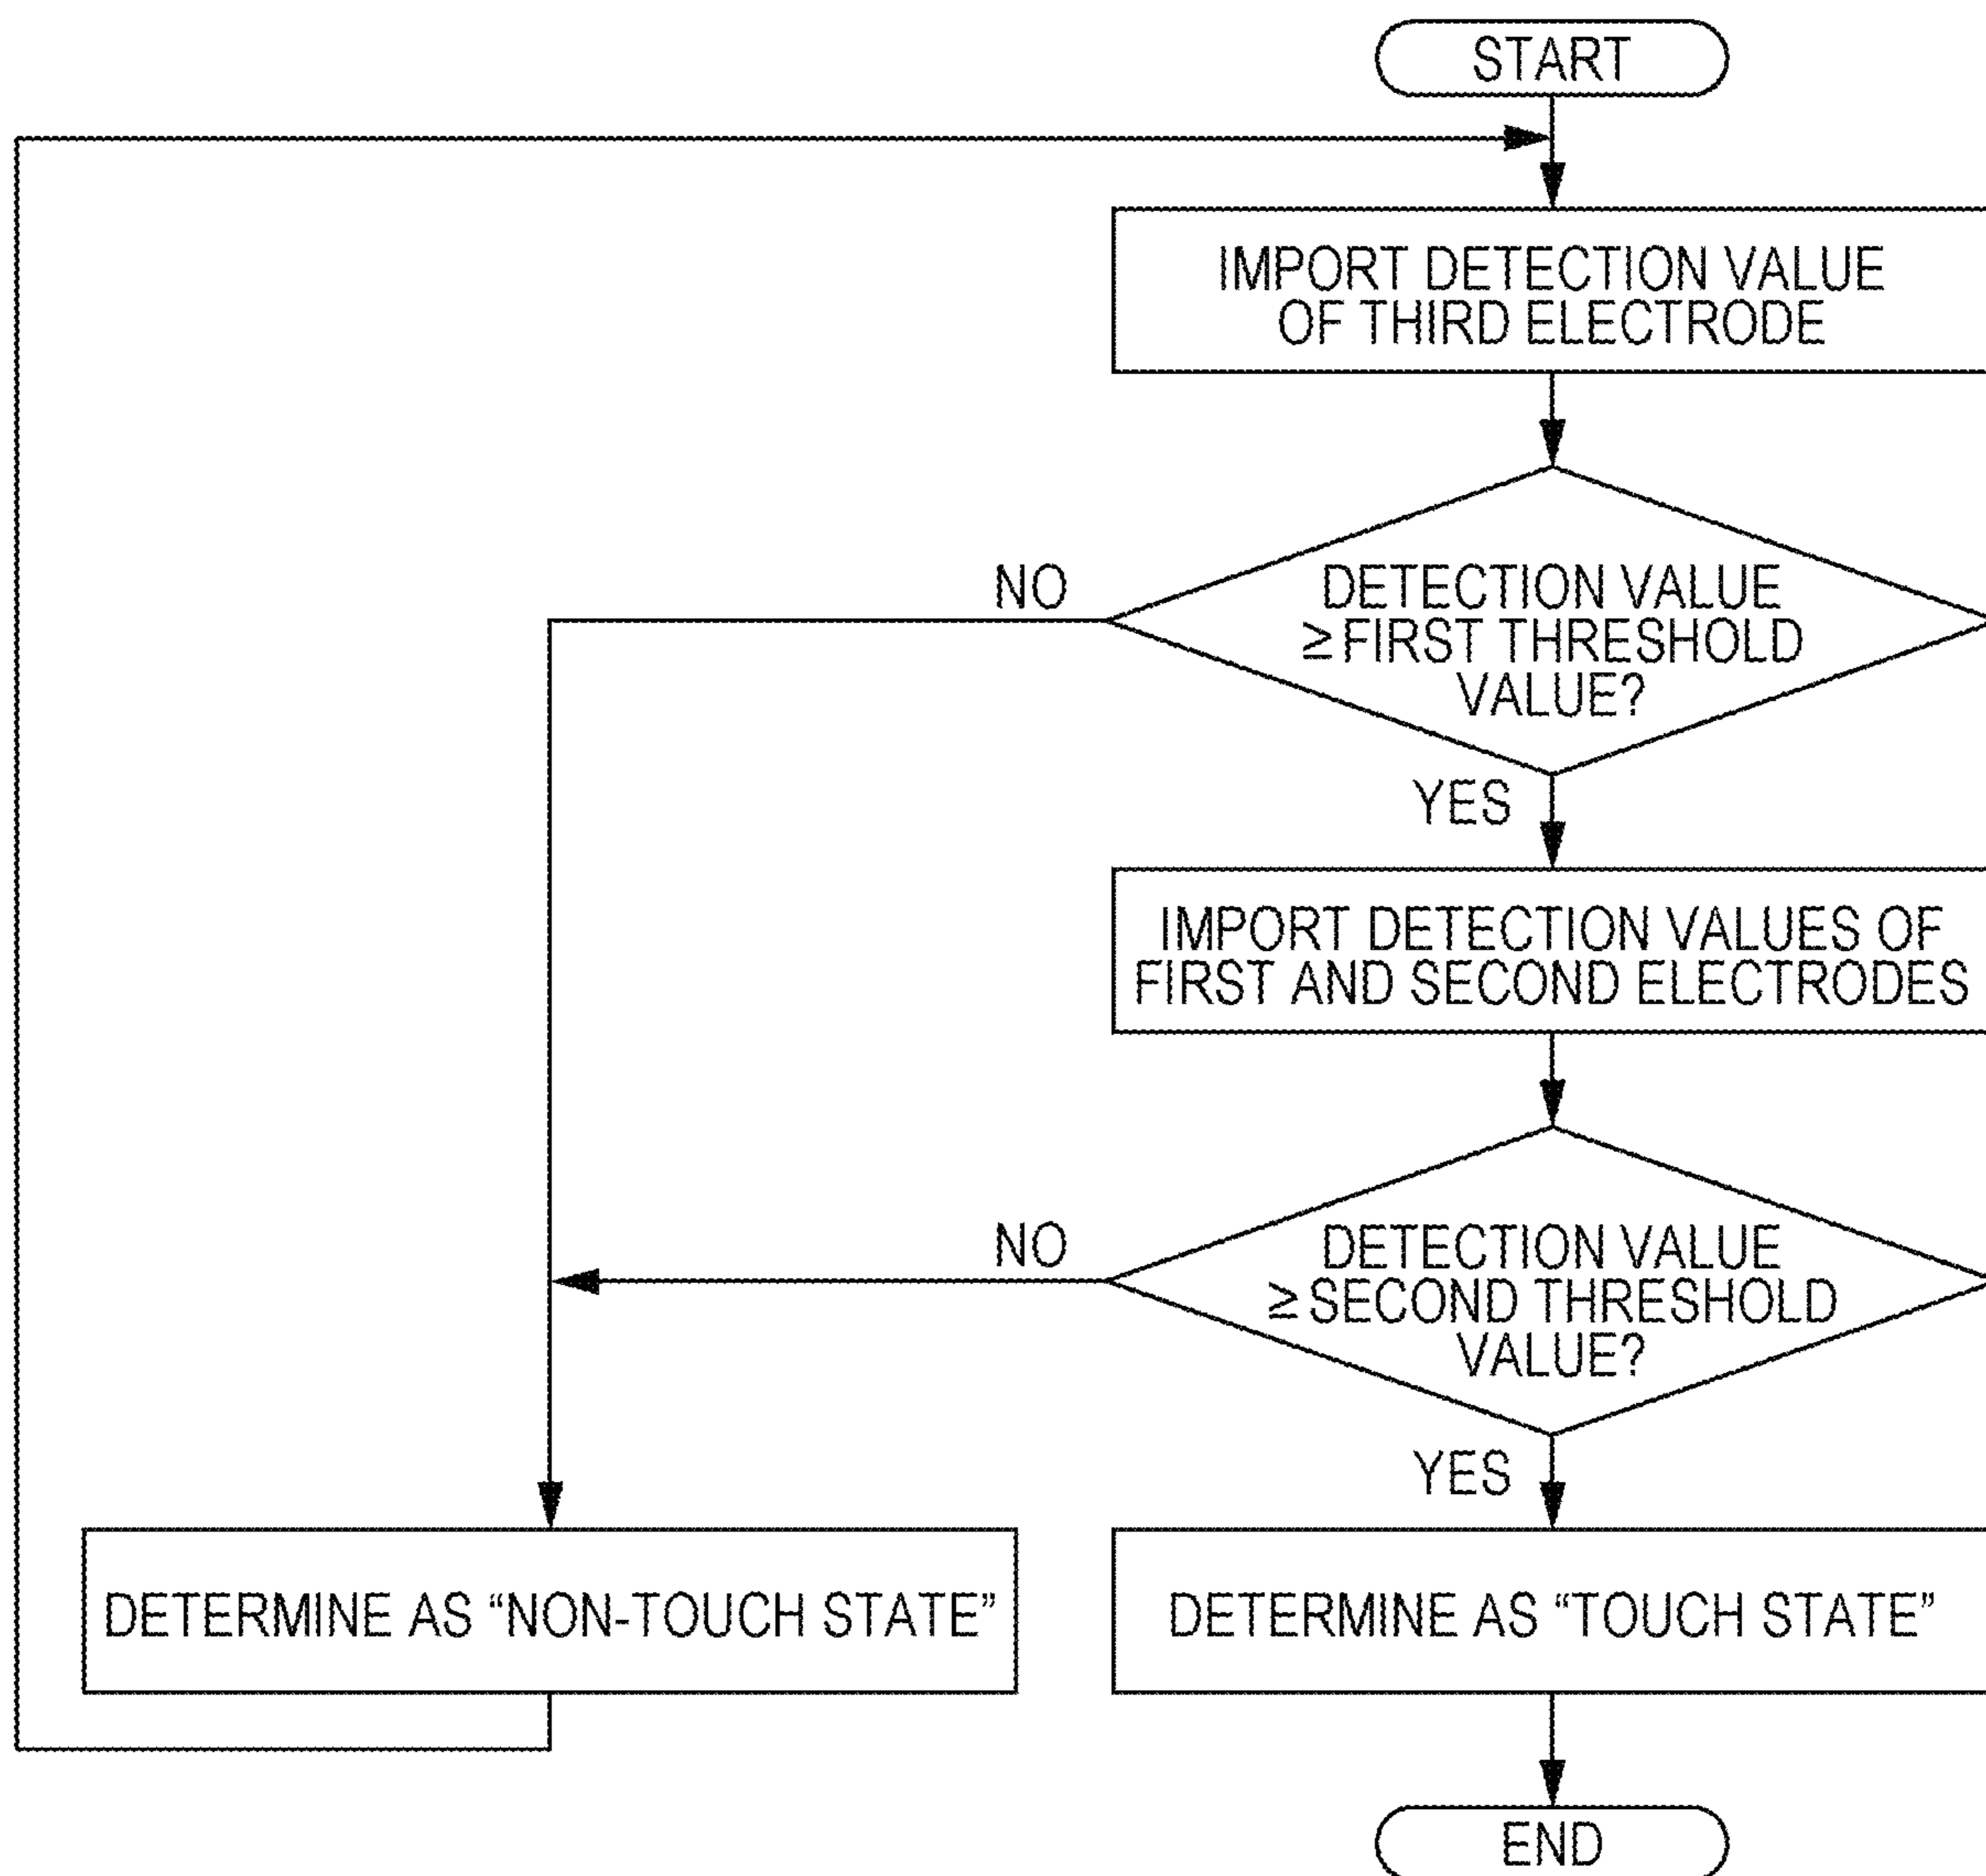 START
IMPORT DETECTION VALUE
OF THIRD ELECTRODE
NO
DETECTION VALUE
≥ FIRST THRESHOLD
VALUE?
YES
IMPORT DETECTION VALUES OF
FIRST AND SECOND ELECTRODES
NO
DETECTION VALUE
≥ SECOND THRESHOLD
VALUE?
YES
DETERMINE AS “NON-TOUCH STATE”
DETERMINE AS “TOUCH STATE”
END